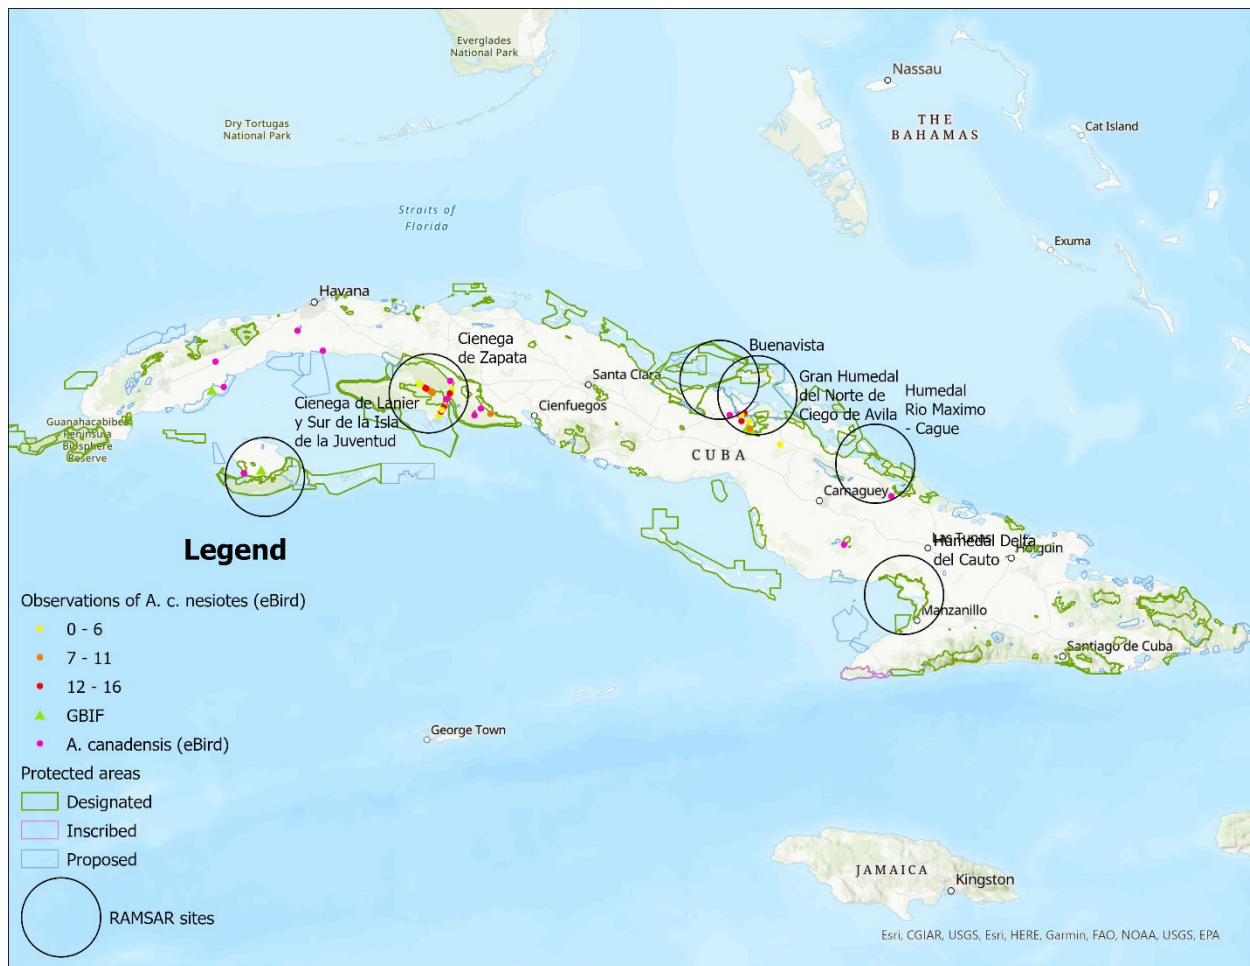 Everglades
National Park
Nassau
THE
BAHAMAS
Dry Tortugas
National Park
Cat Island
Straits of
Florida
Exuma
Havana
Cienega
de Zapata
Buenavista
Santa Clara
Gran Humedal
del Norte de
Ciego de Avila
Humedal
Rio Maximo
- Cague
Cienega de Lanier
y Sur de la Isla
de la Juventud
Cienfuegos
Guanahacabibes
Peninsula
Biosphere
Reserve
CUBA
Camaguey
Las Tunas
Humedal Delta
del Cauto
Holguin
Manzanillo
Santiago de Cuba
George Town
JAMAICA
Kingston
Legend
Observations of A. c. nesiotes (eBird)
0 - 6
7 - 11
12 - 16
GBIF
A. canadensis (eBird)
Protected areas
Designated
Inscribed
Proposed
RAMSAR sites
Esri, CGIAR, USGS, Esri, HERE, Garmin, FAO, NOAA, USGS, EPA